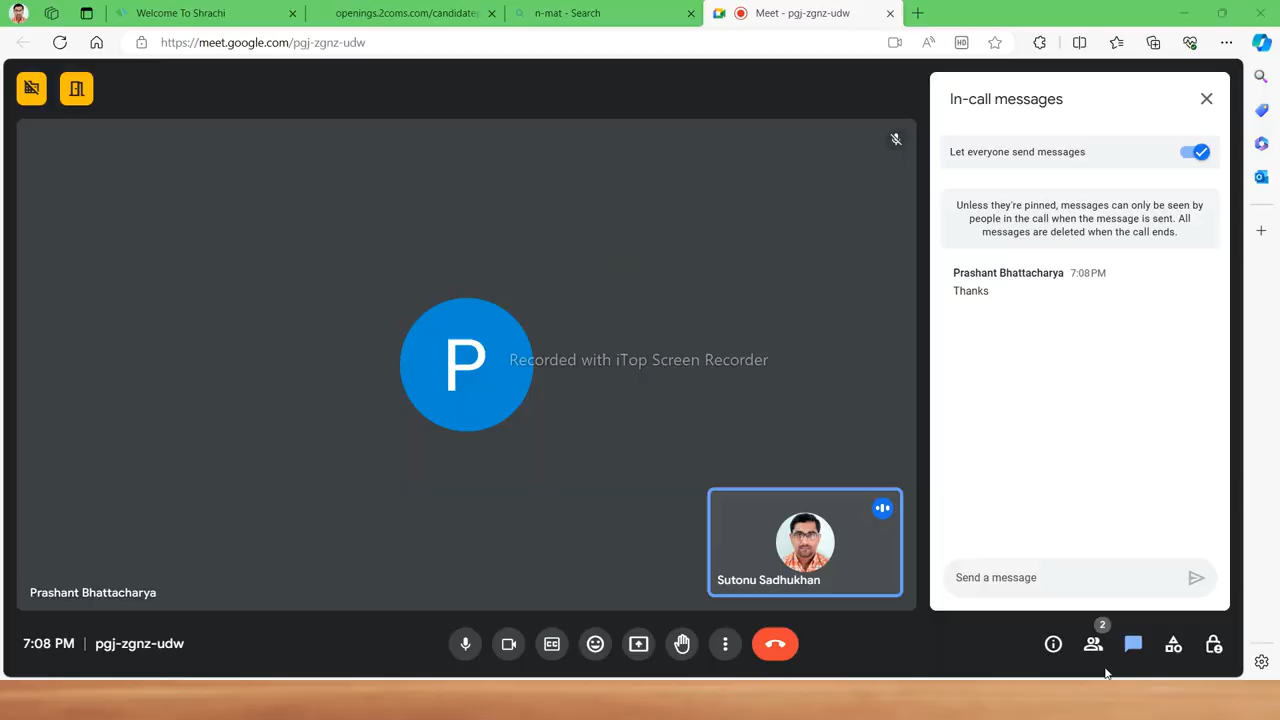 Welcome To Shrachi
openings.2coms.com/candidate
n-mat - Search
Meet - pgj-zgnz-udw
https://meet.google.com/pgj-zgnz-udw
HD
In-call messages
Let everyone send messages
Unless they're pinned, messages can only be seen by
people in the call when the message is sent. All
messages are deleted when the call ends.
Prashant Bhattacharya 7:08 PM
Thanks
P
Recorded with iTop Screen Recorder
Sutonu Sadhukhan
Prashant Bhattacharya
Send a message
7:08 PM | pgj-zgnz-udw
CC
2